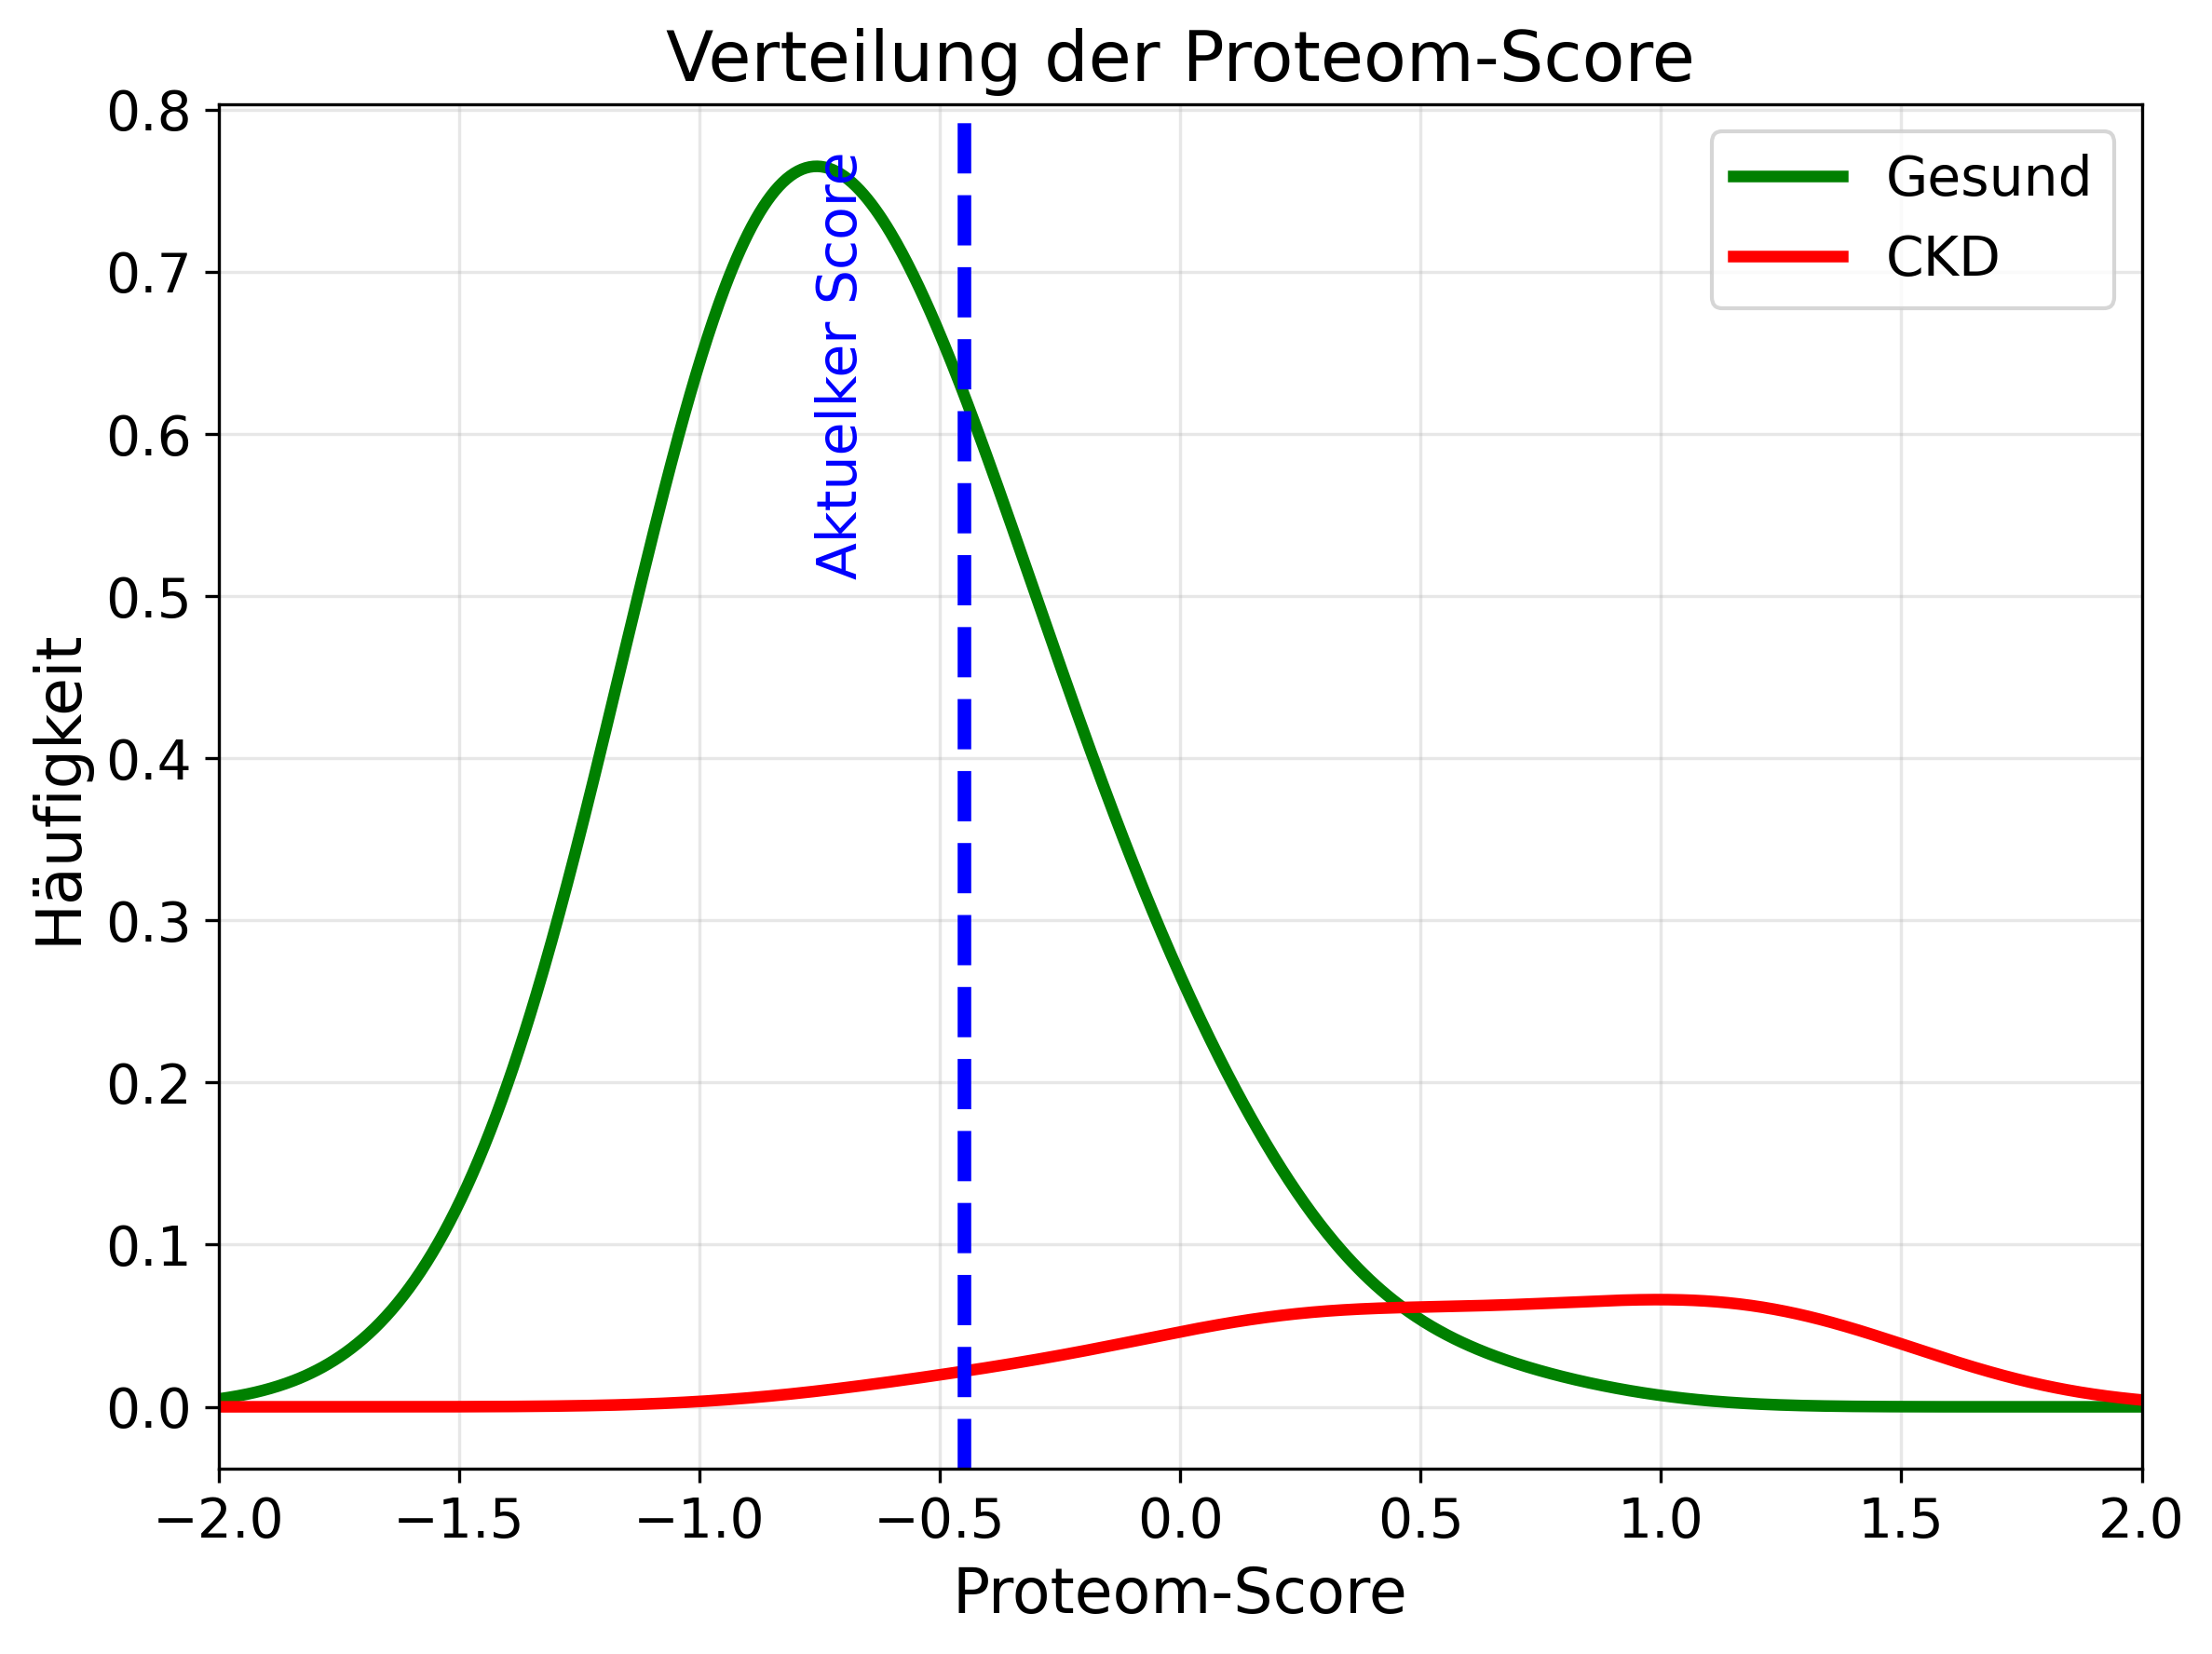 Verteilung der Proteom-Score
Gesund
CKD
Aktuelker Score
Häufigkeit
0.8
0.7
0.6
0.5
0.4
0.3
0.2
0.1
0.0
−2.0 −1.5 −1.0 −0.5 0.0 0.5 1.0 1.5 2.0
Proteom-Score